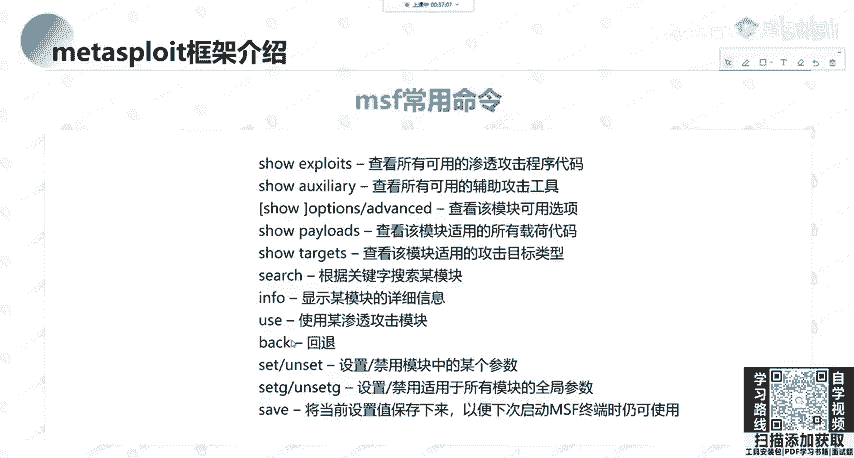 上课中 00:37:07
metasploit框架介绍
msf常用命令
show exploits – 查看所有可用的渗透攻击程序代码
show auxiliary – 查看所有可用的辅助攻击工具
[show ]options/advanced – 查看该模块可用选项
show payloads – 查看该模块适用的所有载荷代码
show targets – 查看该模块适用的攻击目标类型
search – 根据关键字搜索某模块
info – 显示某模块的详细信息
use – 使用某渗透攻击模块
back – 回退
set/unset – 设置/禁用模块中的某个参数
setg/unsetg – 设置/禁用适用于所有模块的全局参数
save – 将当前设置值保存下来，以便下次启动MSF终端时仍可使用
学习路线
自学视频
扫描添加获取
工具安装包|PDF学习书籍|面试题